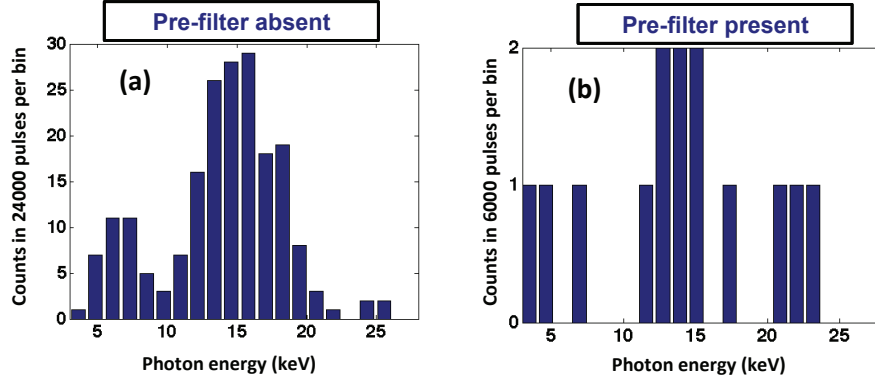 Pre-filter absent
(a)
Counts in 24000 pulses per bin
30
25
20
15
10
5
0
5 10 15 20 25
Photon energy (keV)
Pre-filter present
(b)
Counts in 6000 pulses per bin
2
1
0
5 10 15 20 25
Photon energy (keV)